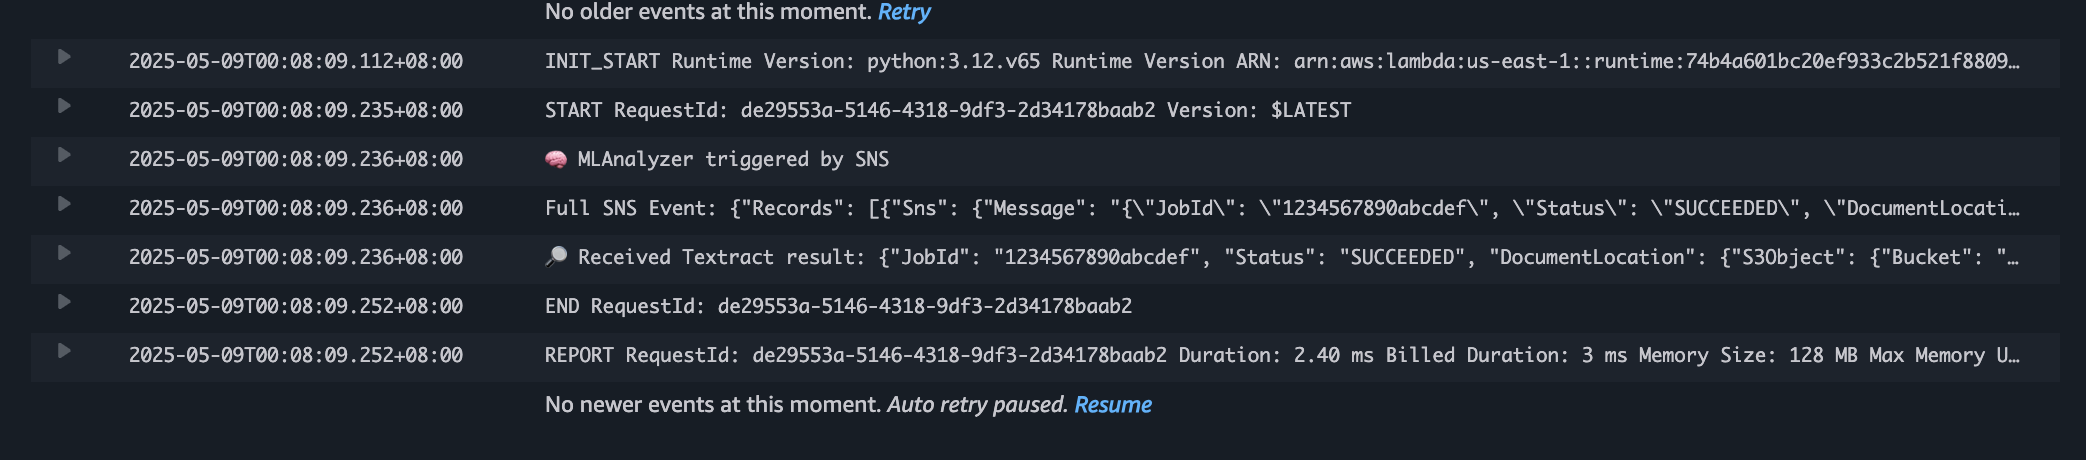 No older events at this moment. Retry
2025-05-09T00:08:09.112+08:00 INIT_START Runtime Version: python:3.12.v65 Runtime Version ARN: arn:aws:lambda:us-east-1::runtime:74b4a601bc20ef933c2b521f8809…
2025-05-09T00:08:09.235+08:00 START RequestId: de29553a-5146-4318-9df3-2d34178baab2 Version: $LATEST
2025-05-09T00:08:09.236+08:00 🧠 MLAnalyzer triggered by SNS
2025-05-09T00:08:09.236+08:00 Full SNS Event: {"Records": [{"Sns": {"Message": "{\"JobId\": \"1234567890abcdef\", \"Status\": \"SUCCEEDED\", \"DocumentLocati…
2025-05-09T00:08:09.236+08:00 🔎 Received Textract result: {"JobId": "1234567890abcdef", "Status": "SUCCEEDED", "DocumentLocation": {"S3Object": {"Bucket": "…
2025-05-09T00:08:09.252+08:00 END RequestId: de29553a-5146-4318-9df3-2d34178baab2
2025-05-09T00:08:09.252+08:00 REPORT RequestId: de29553a-5146-4318-9df3-2d34178baab2 Duration: 2.40 ms Billed Duration: 3 ms Memory Size: 128 MB Max Memory U…
No newer events at this moment. Auto retry paused. Resume